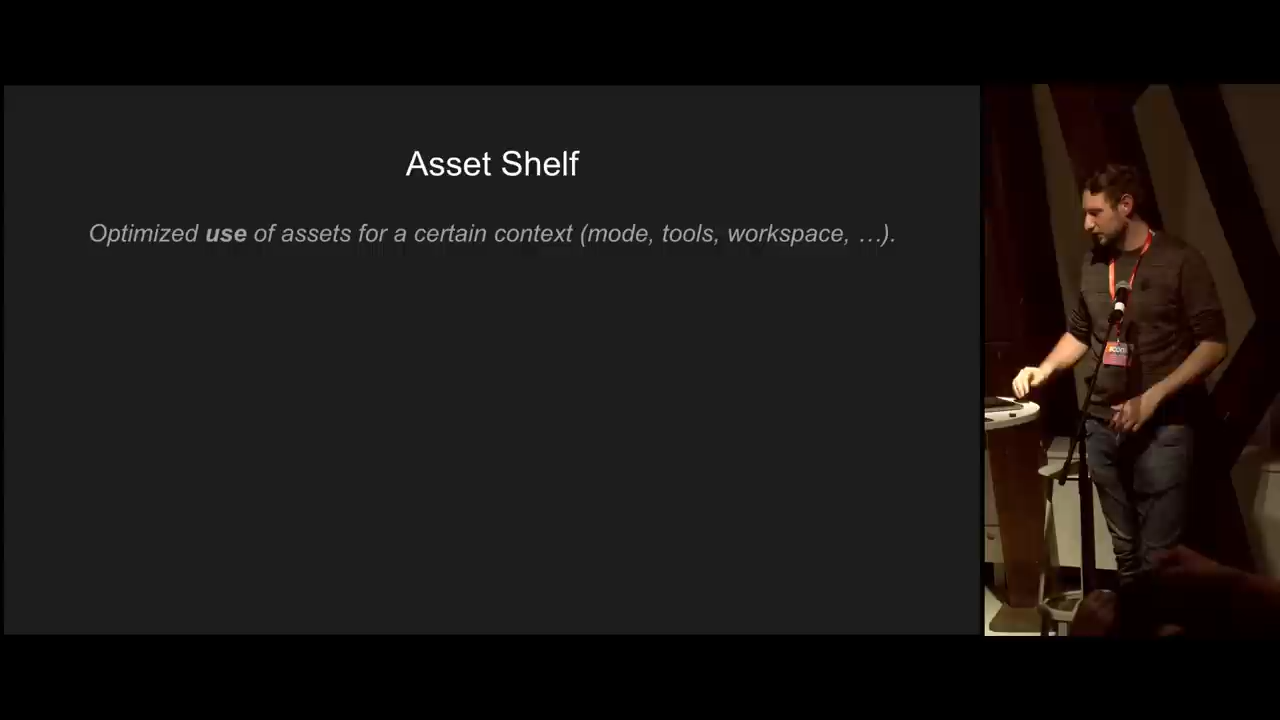 Asset Shelf
Optimized use of assets for a certain context (mode, tools, workspace, …).